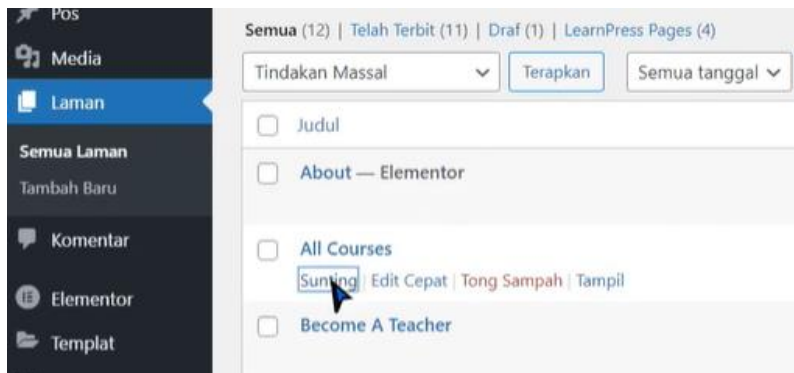 Pos
Media
Laman
Semua Laman
Tambah Baru
Komentar
Elementor
Templat
Semua (12) | Telah Terbit (11) | Draf (1) | LearnPress Pages (4)
Tindakan Massal Terapkan Semua tanggal
Judul
About — Elementor
All Courses
Sunting | Edit Cepat | Tong Sampah | Tampil
Become A Teacher